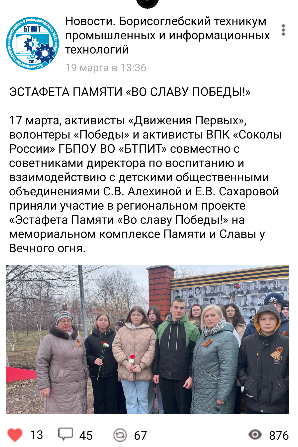 БТПИТ
Новости. Борисоглебский техникум
промышленных и информационных
технологий
19 марта в 13:36
ЭСТАФЕТА ПАМЯТИ «ВО СЛАВУ ПОБЕДЫ!»
17 марта, активисты «Движения Первых»,
волонтеры «Победы» и активисты ВПК «Соколы
России» ГБПОУ ВО «БТПИТ» совместно с
советниками директора по воспитанию и
взаимодействию с детскими общественными
объединениями С.В. Алехиной и Е.В. Сахаровой
приняли участие в региональном проекте
«Эстафета Памяти «Во славу Победы!» на
мемориальном комплексе Памяти и Славы у
Вечного огня.
13 45 67 876